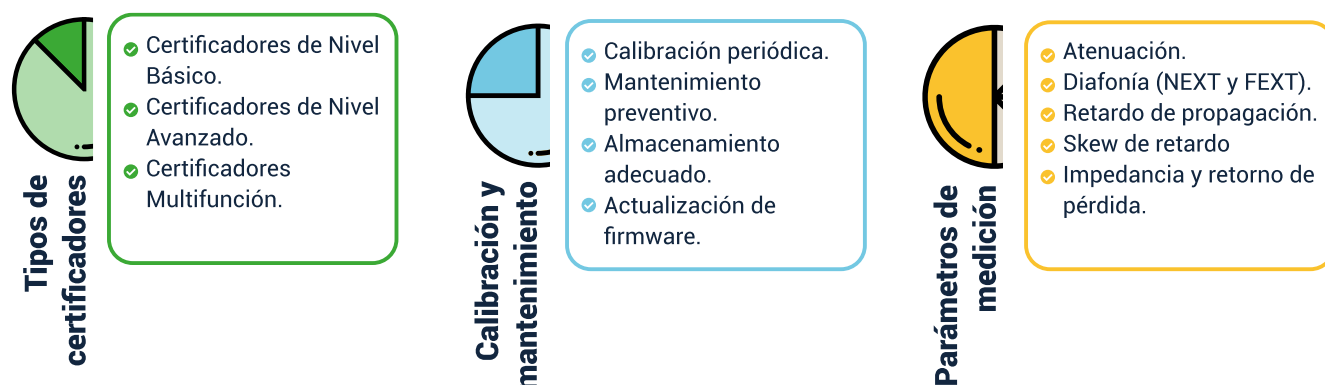 Tipos de
certificadores
Certificadores de Nivel
Básico.
Certificadores de Nivel
Avanzado.
Certificadores
Multifunción.
Calibración y
mantenimiento
Calibración periódica.
Mantenimiento
preventivo.
Almacenamiento
adecuado.
Actualización de
firmware.
Parámetros de
medición
Atenuación.
Diafonía (NEXT y FEXT).
Retardo de propagación.
Skew de retardo
Impedancia y retorno de
pérdida.